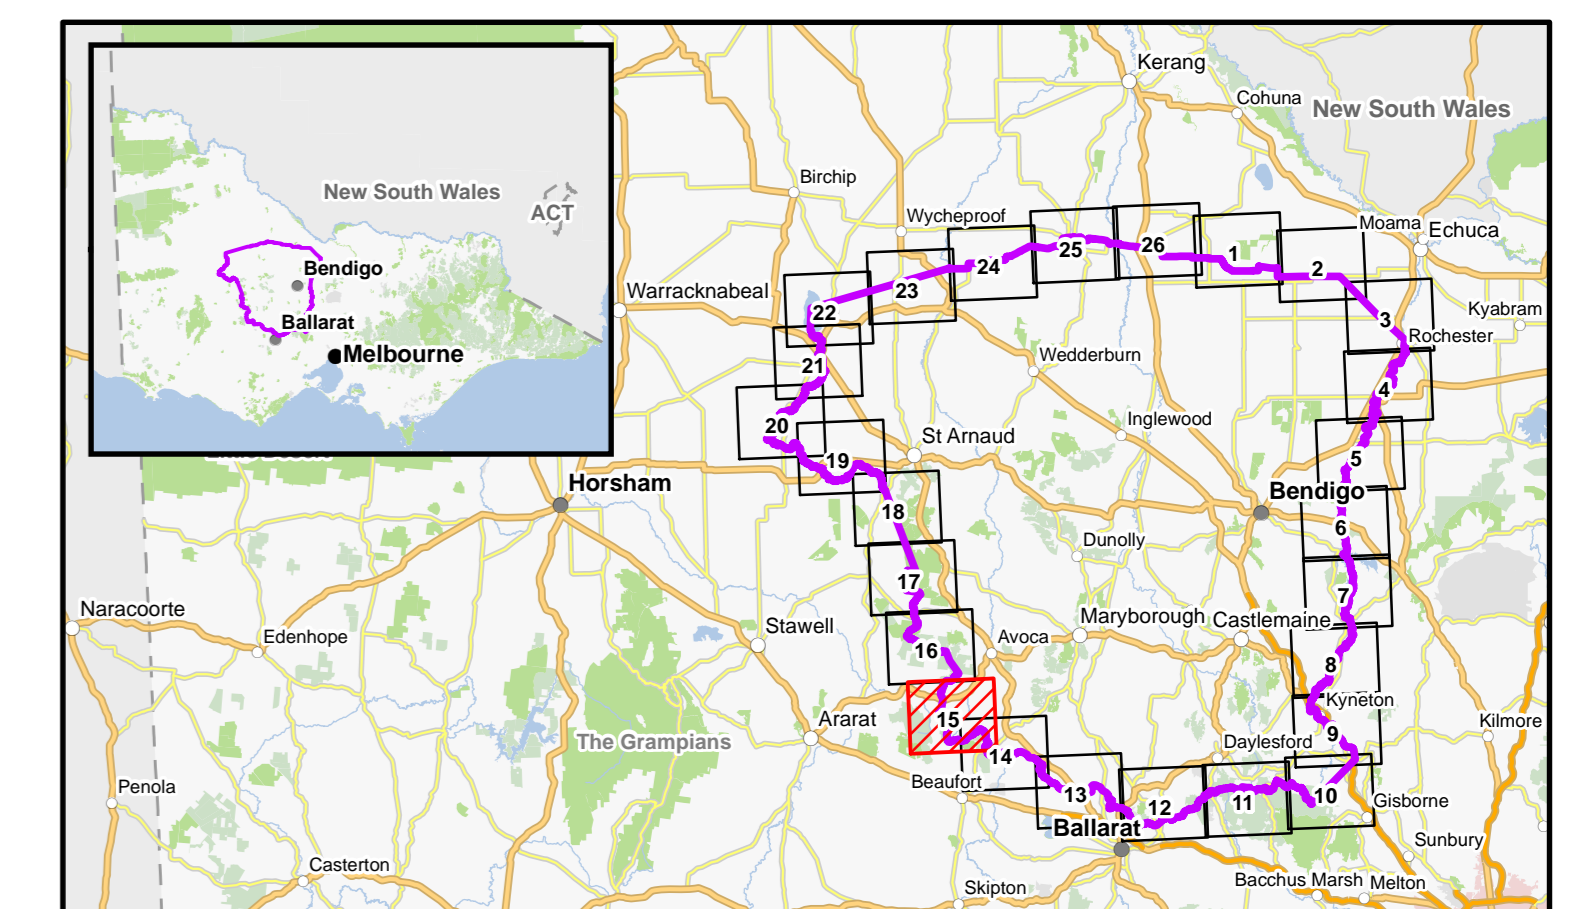 Kerang
Cohuna
New South Wales
New South Wales
ACT
Birchip
Wycheproof
Moama
Echuca
Bendigo
Ballarat
Melbourne
Warracknabeal
Kyabram
Rochester
Wedderburn
Inglewood
St Arnaud
Horsham
Bendigo
Dunolly
Naracoorte
Edenhope
Stawell
Avoca
Maryborough
Castlemaine
Kyneton
Ararat
The Grampians
Kilmore
Daylesford
Beaufort
Penola
Gisborne
Ballarat
Sunbury
Casterton
Skipton
Bacchus Marsh
Melton
1
2
3
4
5
6
7
8
9
10
11
12
13
14
15
16
17
18
19
20
21
22
23
24
25
26